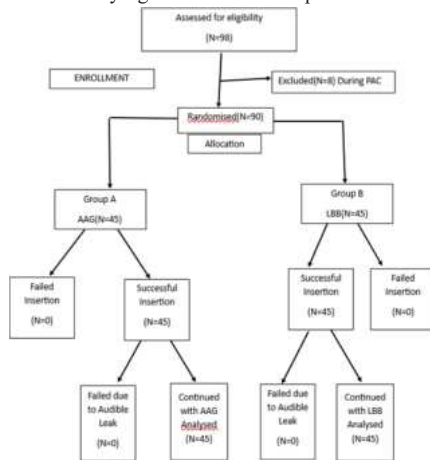 Assessed for eligibility
(N=98)
ENROLLMENT
Excluded(N=8) During PAC
Randomised(N=90)
Allocation
Group A
AAG(N=45)
Group B
LBB(N=45)
Failed
Insertion
(N=0)
Successful
Insertion
(N=45)
Successful
Insertion
(N=45)
Failed
Insertion
(N=0)
Failed due
to Audible
Leak
(N=0)
Continued
with AAG
Analysed
(N=45)
Failed due
to Audible
Leak
(N=0)
Continued
with LBB
Analysed
(N=45)